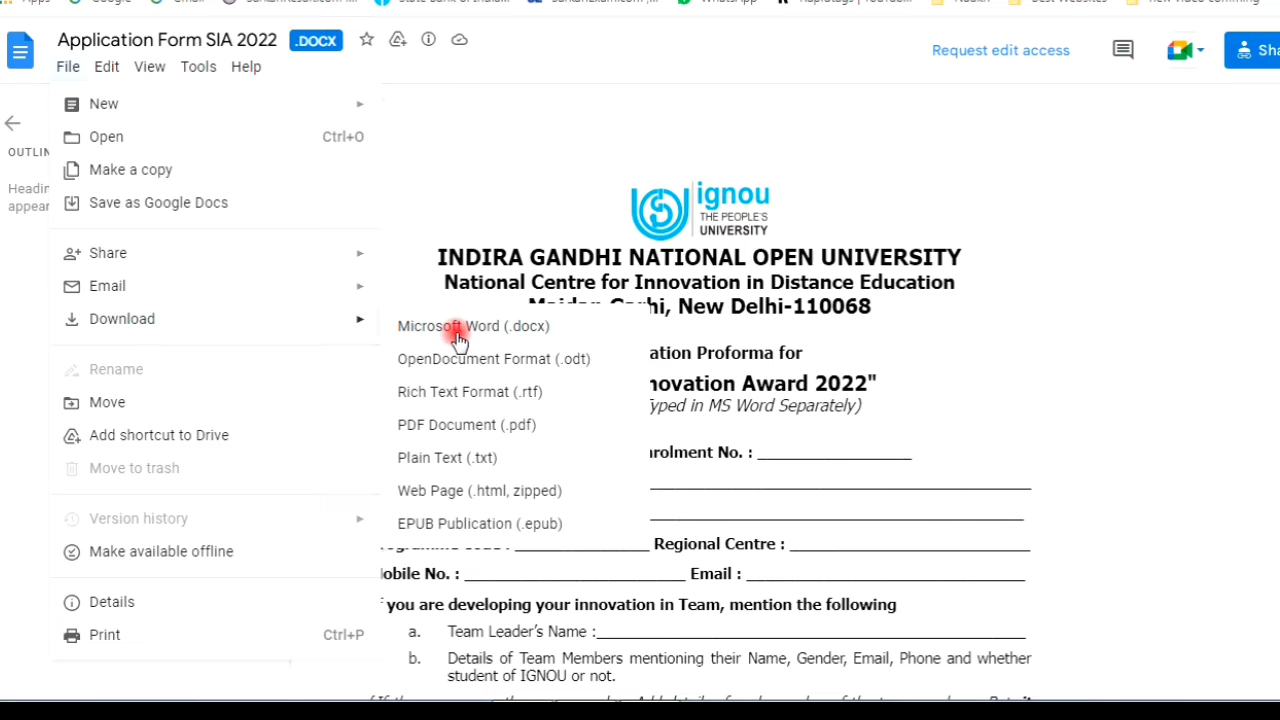 Application Form SIA 2022 .DOCX
File Edit View Tools Help
Request edit access
Sha
New
Open Ctrl+O
Make a copy
Save as Google Docs
Share
Email
Download
Rename
Move
Add shortcut to Drive
Move to trash
Version history
Make available offline
Details
Print Ctrl+P
Microsoft Word (.docx)
OpenDocument Format (.odt)
Rich Text Format (.rtf)
PDF Document (.pdf)
Plain Text (.txt)
Web Page (.html, zipped)
EPUB Publication (.epub)
OUTLIN
Headin
appear
ignou
THE PEOPLE'S
UNIVERSITY
INDIRA GANDHI NATIONAL OPEN UNIVERSITY
National Centre for Innovation in Distance Education
hi, New Delhi-110068
ation Proforma for
novation Award 2022"
Typed in MS Word Separately)
nrolment No. : 
Regional Centre :
obile No. : Email :
you are developing your innovation in Team, mention the following
a. Team Leader's Name :
b. Details of Team Members mentioning their Name, Gender, Email, Phone and whether
student of IGNOU or not.